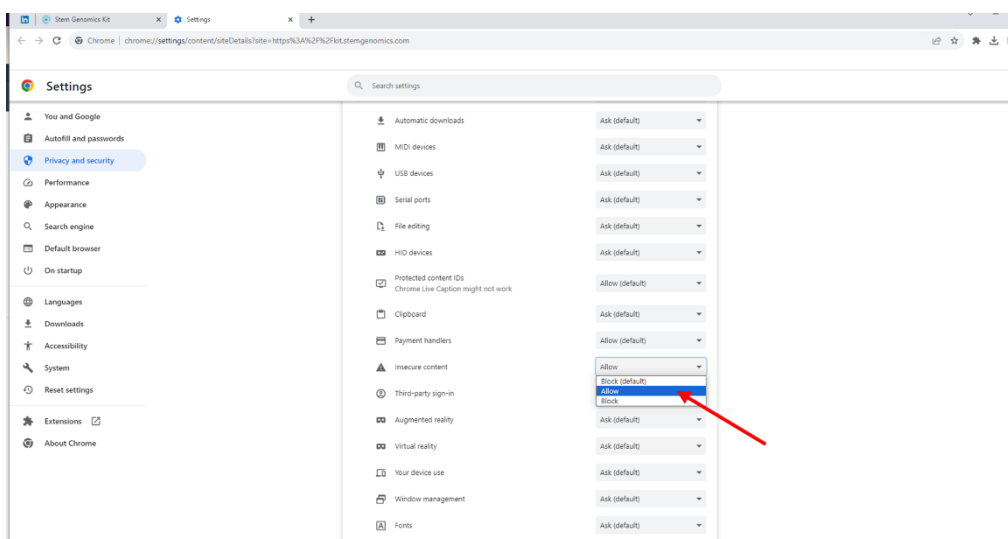 Stem Genomics Kit
Settings
Chrome | chrome://settings/content/siteDetails?site=https%3A%2F%2Fkit.stemgenomics.com
Settings
Search settings
You and Google
Autofill and passwords
Privacy and security
Performance
Appearance
Search engine
Default browser
On startup
Languages
Downloads
Accessibility
System
Reset settings
Extensions
About Chrome
Automatic downloads Ask (default)
MIDI devices Ask (default)
USB devices Ask (default)
Serial ports Ask (default)
File editing Ask (default)
HID devices Ask (default)
Protected content IDs
Chrome Live Caption might not work Allow (default)
Clipboard Ask (default)
Payment handlers Allow (default)
Insecure content Allow
Block (default)
Allow
Block
Third-party sign-in
Augmented reality Ask (default)
Virtual reality Ask (default)
Your device use Ask (default)
Window management Ask (default)
Fonts Ask (default)